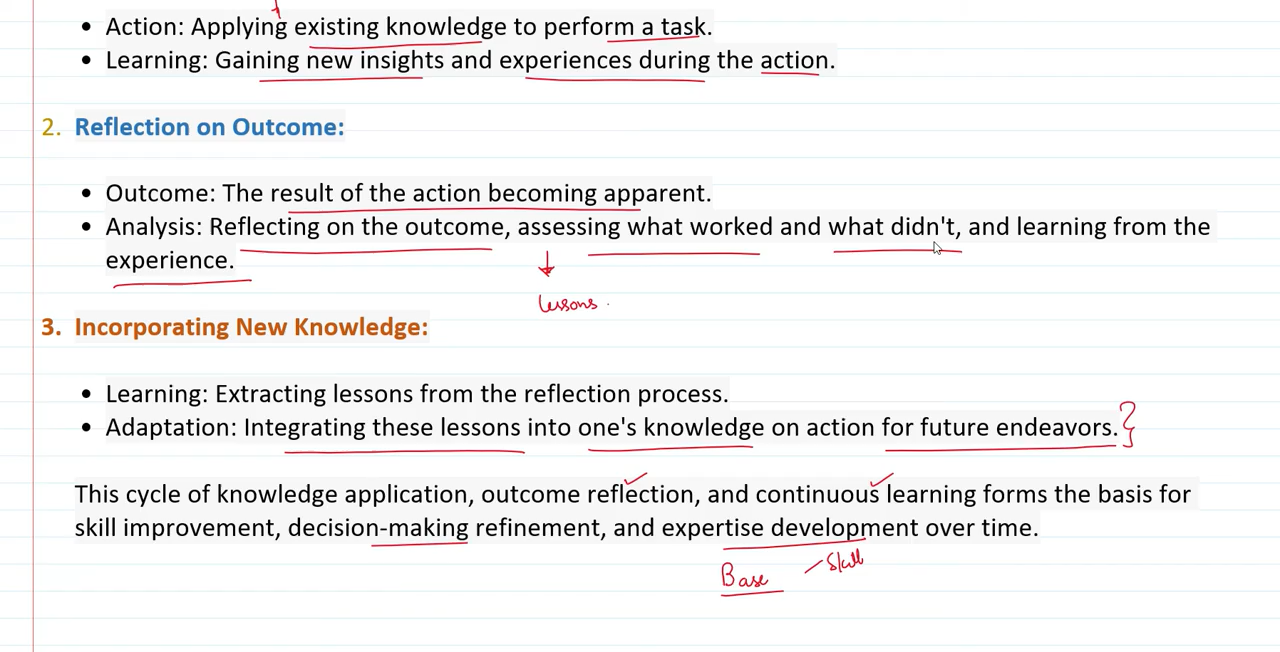 • Action: Applying existing knowledge to perform a task.
• Learning: Gaining new insights and experiences during the action.
2. Reflection on Outcome:
• Outcome: The result of the action becoming apparent.
• Analysis: Reflecting on the outcome, assessing what worked and what didn't, and learning from the
experience.
lessons
3. Incorporating New Knowledge:
• Learning: Extracting lessons from the reflection process.
• Adaptation: Integrating these lessons into one's knowledge on action for future endeavors.
This cycle of knowledge application, outcome reflection, and continuous learning forms the basis for
skill improvement, decision-making refinement, and expertise development over time.
Base - Skill